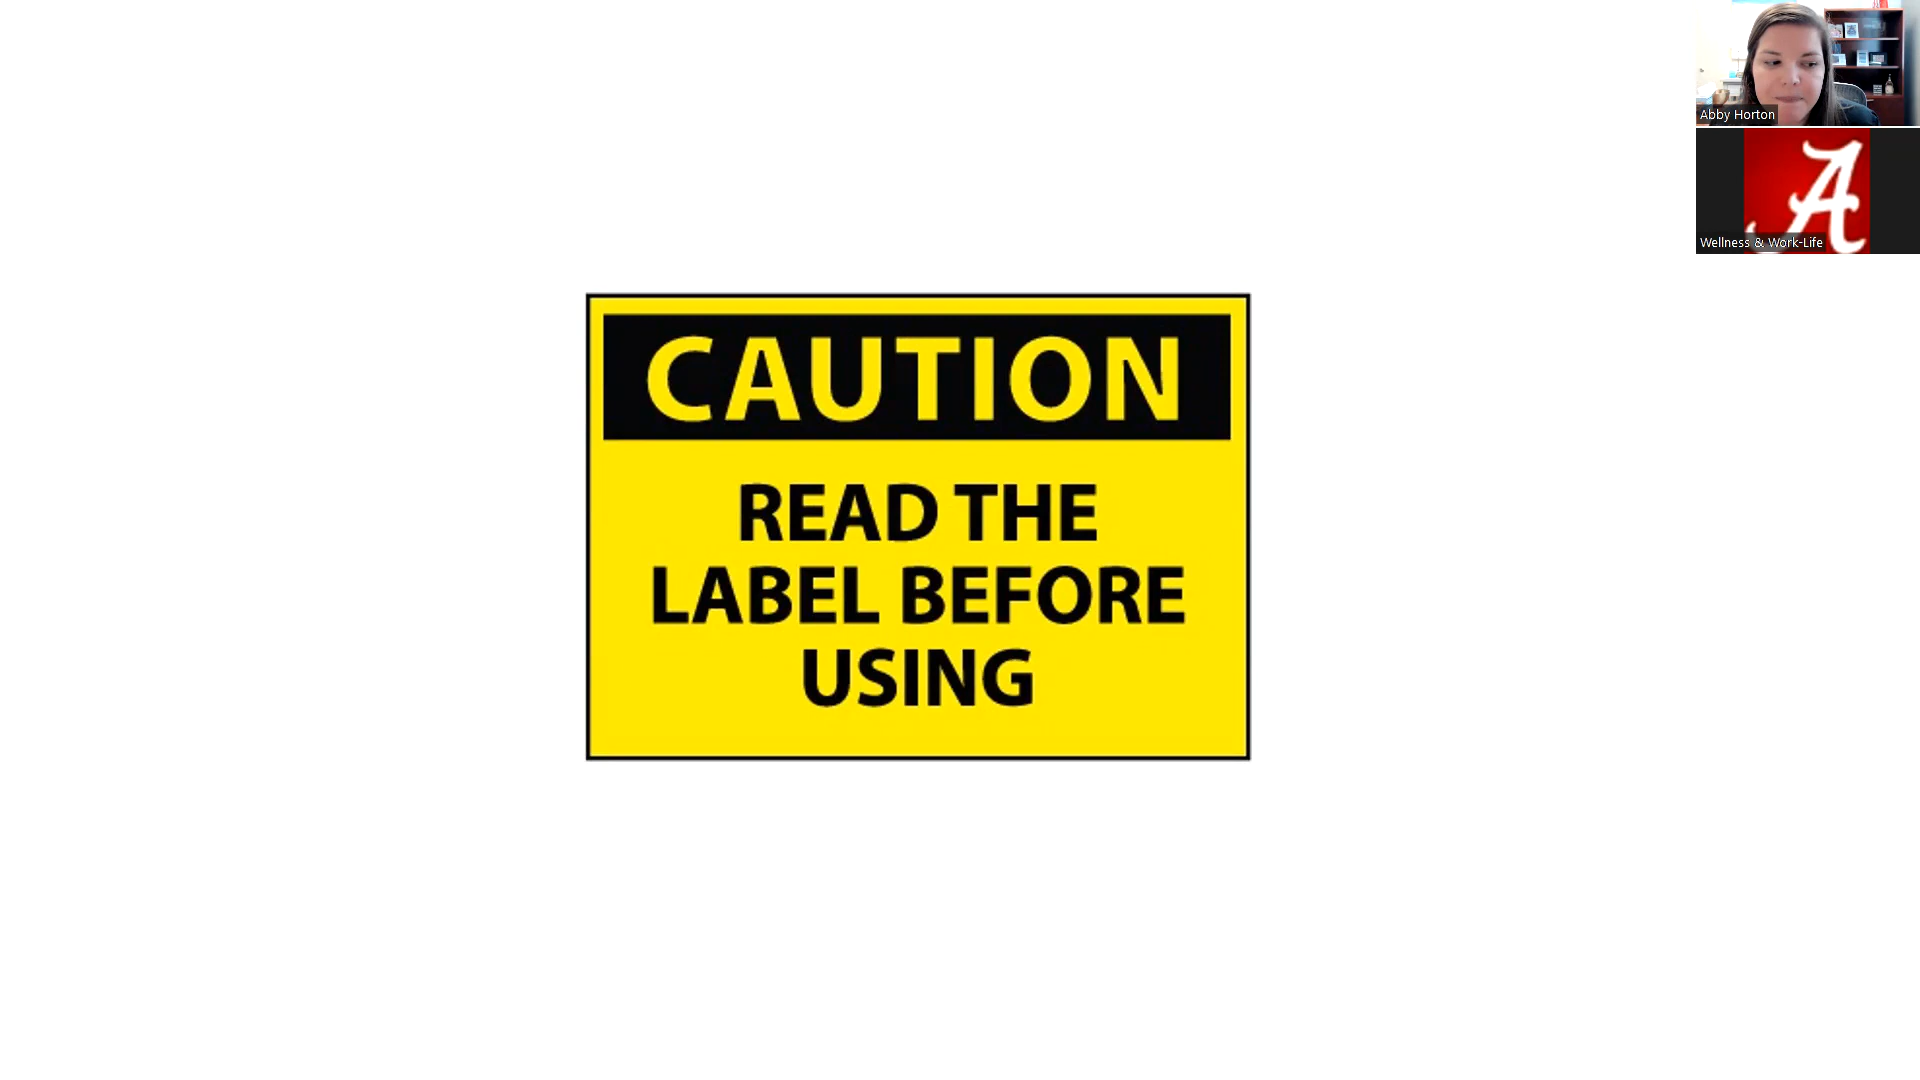 CAUTION
READ THE
LABEL BEFORE
USING
Abby Horton
A
Wellness & Work-Life